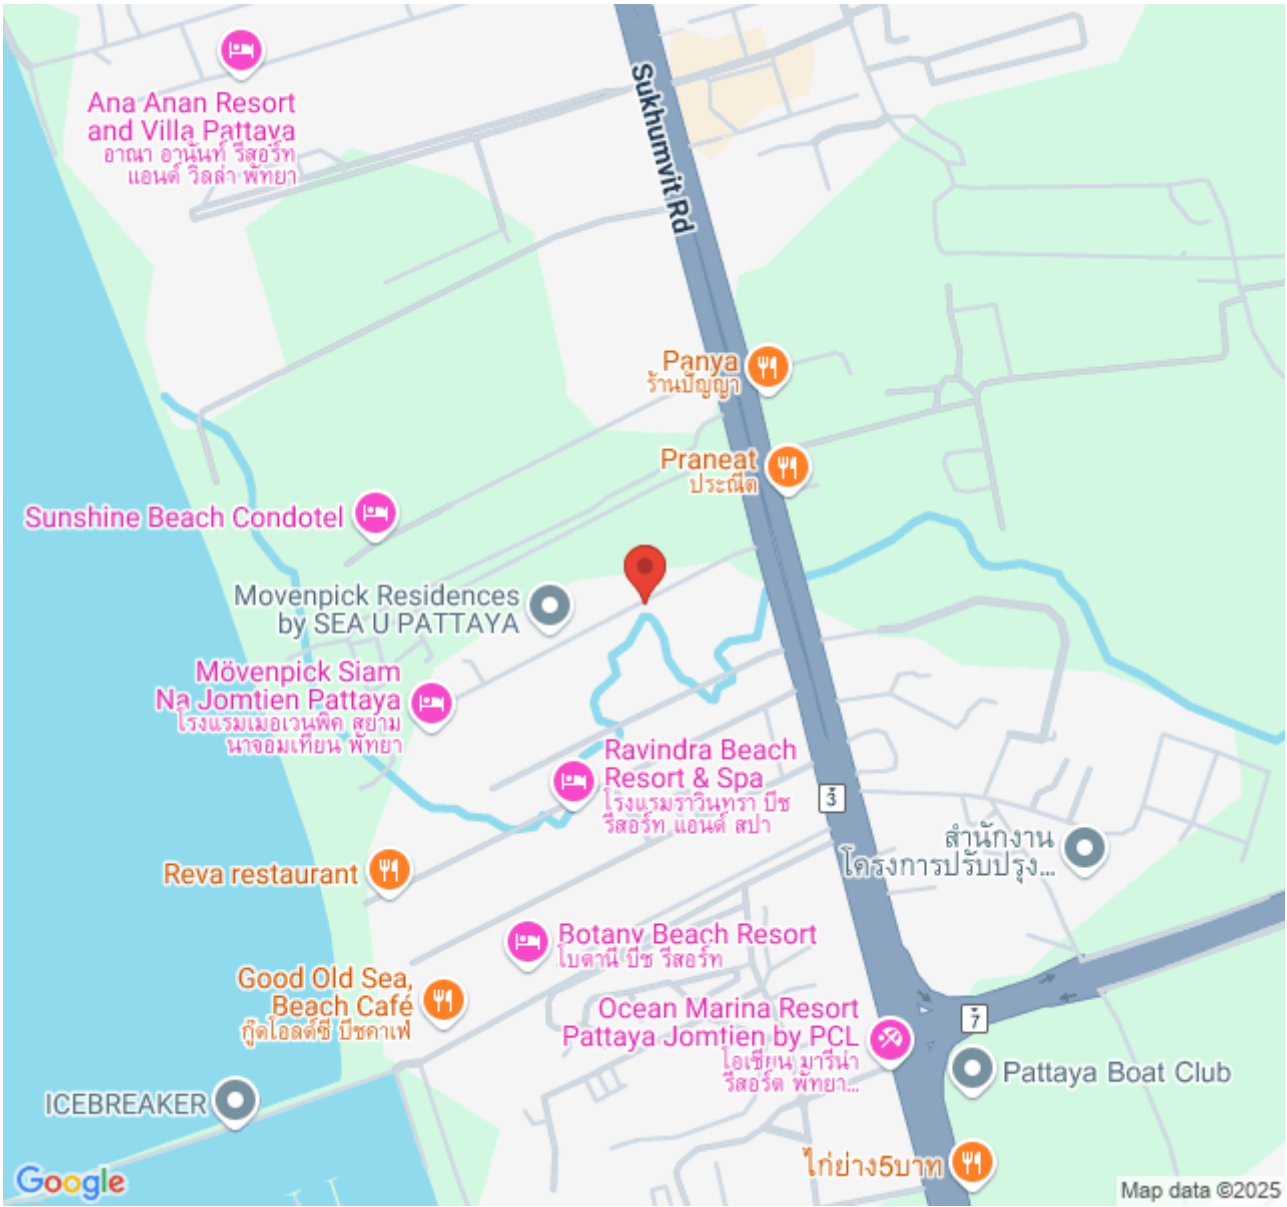 Ana Anan Resort
and Villa Pattaya
อาณา อานันท์ รีสอร์ท
แอนด์ วิลล่า พัทยา
Sukhumvit Rd
Panya
ร้านปัญญา
Praneat
ประณีต
Sunshine Beach Condotel
Movenpick Residences
by SEA U PATTAYA
Mövenpick Siam
Na Jomtien Pattaya
โรงแรมเมอเวนพิค สยาม
นาจอมเทียน พัทยา
Ravindra Beach
Resort & Spa
โรงแรมราวินทรา บีช
รีสอร์ท แอนด์ สปา
3
สำนักงาน
โครงการปรับปรุง...
Reva restaurant
Botany Beach Resort
โบตานี บีช รีสอร์ท
Good Old Sea,
Beach Café
กู๊ดโอลด์ซี บีชคาเฟ่
Ocean Marina Resort
Pattaya Jomtien by PCL
โอเชียน มารีน่า
รีสอร์ต พัทยา...
7
Pattaya Boat Club
ICEBREAKER
ไก่ย่าง5บาท
Google
Map data ©2025